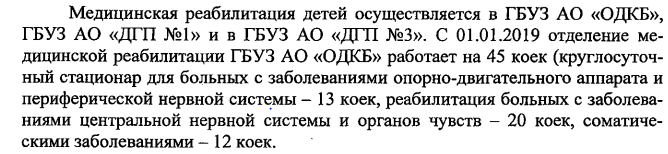 Медицинская реабилитация детей осуществляется в ГБУЗ АО «ОДКБ»,
ГБУЗ АО «ДГП №1» и в ГБУЗ АО «ДГП №3». С 01.01.2019 отделение ме-
дицинской реабилитации ГБУЗ АО «ОДКБ» работает на 45 коек (круглосуточ-
ный стационар для больных с заболеваниями опорно-двигательного аппарата и
периферической нервной системы – 13 коек, реабилитация больных с заболева-
ниями центральной нервной системы и органов чувств – 20 коек, соматиче-
скими заболеваниями – 12 коек.